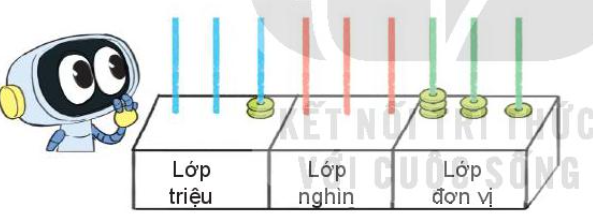 KẾT NỐI TRI THỨC
VỚI CUỘC SỐNG
Lớp triệu
Lớp nghìn
Lớp đơn vị